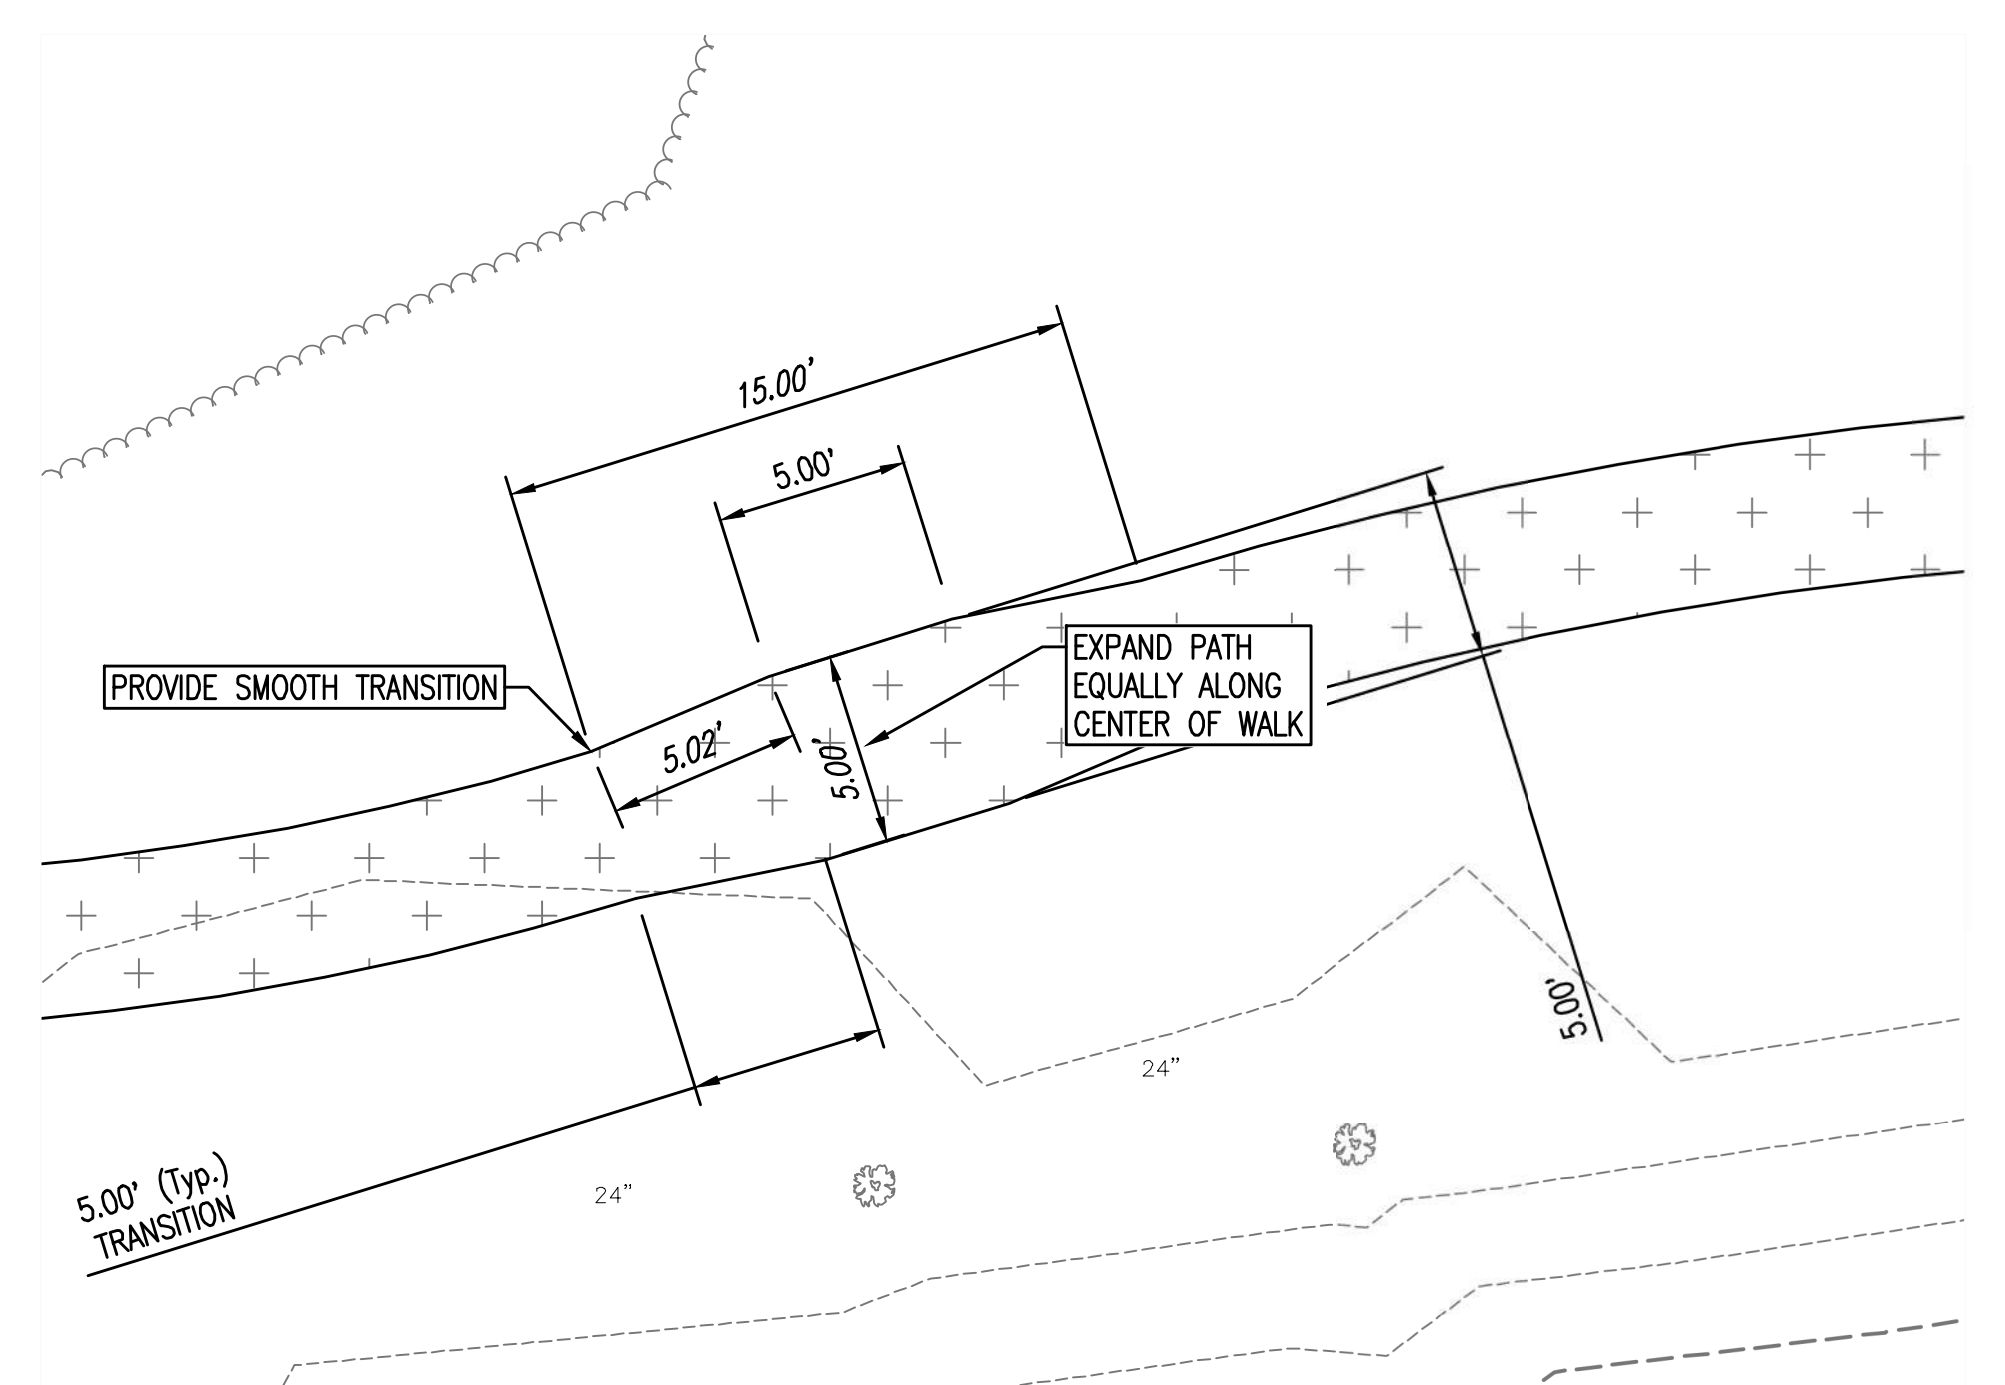 15.00'
5.00'
PROVIDE SMOOTH TRANSITION
EXPAND PATH
EQUALLY ALONG
CENTER OF WALK
5.02'
5.00'
5.00'
24"
5.00' (Typ.)
TRANSITION
24"